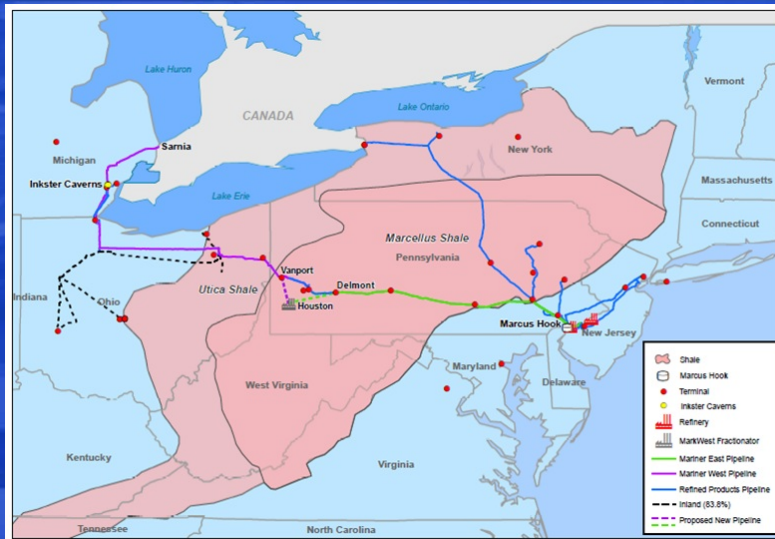 Lake Huron
Vermont
Lake Ontario
CANADA
Sarnia
Michigan
New York
Inkster Caverns
Massachusetts
Lake Erie
Connecticut
Marcellus Shale
Pennsylvania
Vanport
Delmont
Utica Shale
Indiana
Ohio
Houston
Marcus Hook
New Jersey
Maryland
Delaware
West Virginia
Kentucky
Virginia
Tennessee
North Carolina
Shale
Marcus Hook
Terminal
Inkster Caverns
Refinery
MarkWest Fractionator
Mariner East Pipeline
Mariner West Pipeline
Refined Products Pipeline
Inland (83.8%)
Proposed New Pipeline